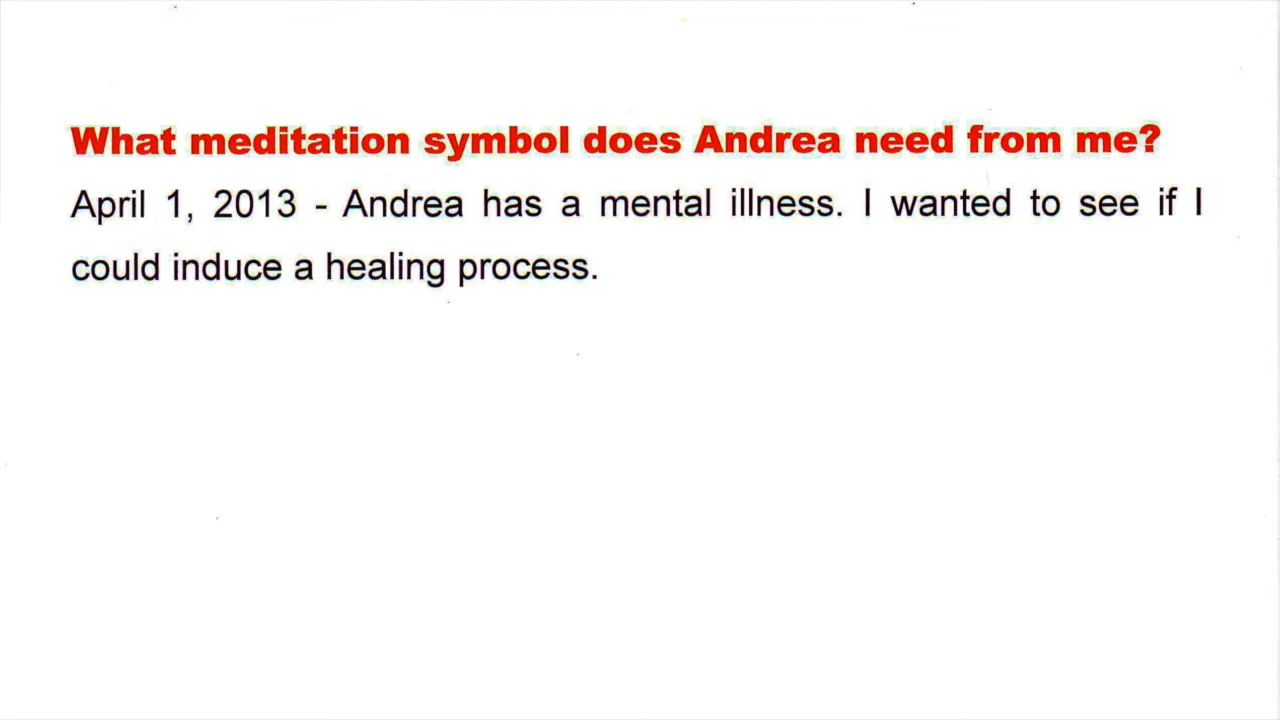 What meditation symbol does Andrea need from me?
April 1, 2013 - Andrea has a mental illness. I wanted to see if I
could induce a healing process.